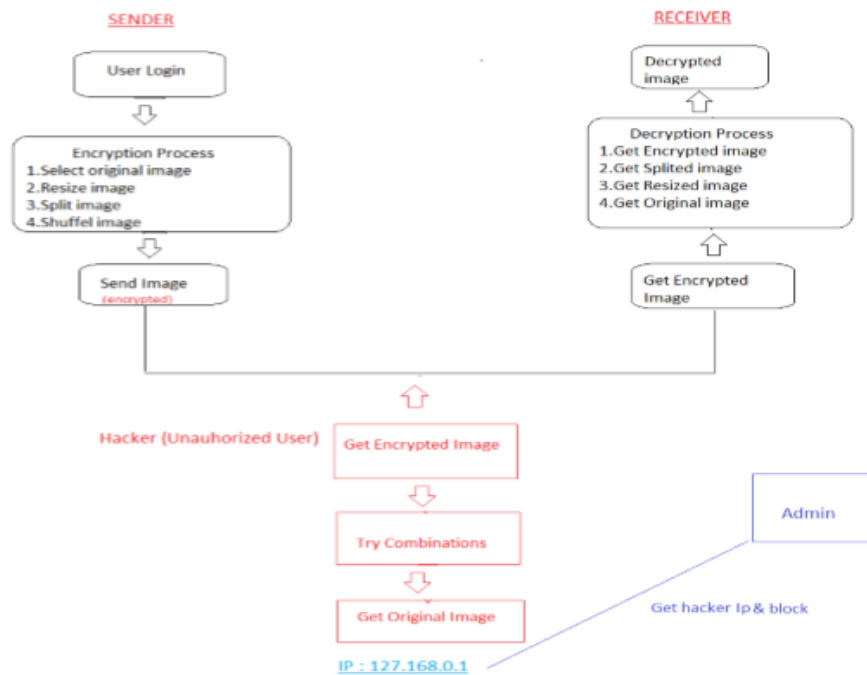 SENDER
User Login
Encryption Process
1.Select original image
2.Resize image
3.Split image
4.Shuffel image
Send Image
(encrypted)
RECEIVER
Decrypted
image
Decryption Process
1.Get Encrypted image
2.Get Splited image
3.Get Resized image
4.Get Original image
Get Encrypted
Image
Hacker (Unauhorized User)
Get Encrypted Image
Try Combinations
Get Original Image
IP : 127.168.0.1
Admin
Get hacker Ip & block